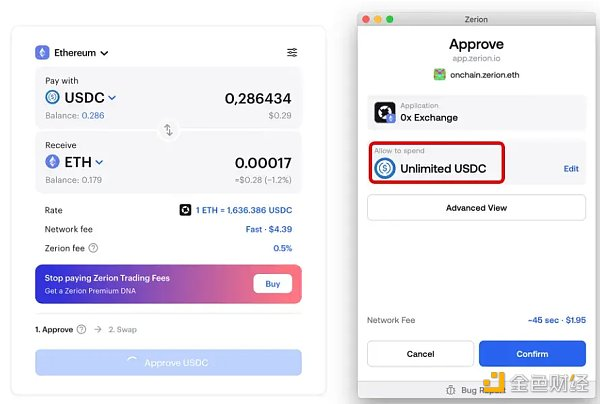 Ethereum
Pay with
USDC
0,286434
Balance: 0.286
$0.29
Receive
ETH
0.00017
Balance: 0.179
≈$0.28 (−1.2%)
Rate
1 ETH = 1,636.386 USDC
Network fee
Fast · $4.39
Zerion fee ?
0.5%
Stop paying Zerion Trading Fees
Get a Zerion Premium DNA
Buy
1. Approve ? → 2. Swap
Approve USDC
Zerion
Approve
app.zerion.io
onchain.zerion.eth
Application
0x Exchange
Allow to spend
Unlimited USDC
Edit
Advanced View
Network Fee
~45 sec · $1.95
Cancel
Confirm
Bug Report
金色财经